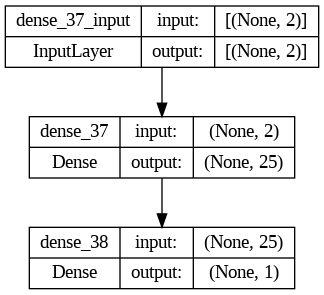 dense_37_input input: [(None, 2)]
InputLayer output: [(None, 2)]
dense_37 input: (None, 2)
Dense output: (None, 25)
dense_38 input: (None, 25)
Dense output: (None, 1)